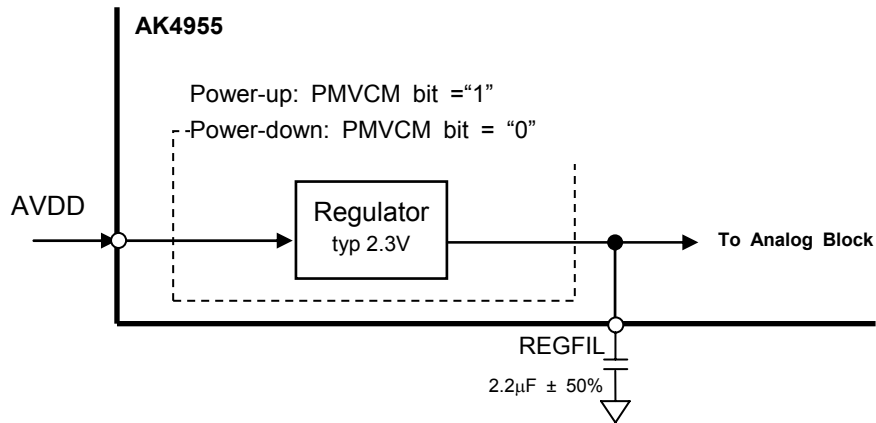 AK4955
Power-up: PMVCM bit ="1"
Power-down: PMVCM bit = "0"
AVDD
Regulator
typ 2.3V
To Analog Block
REGFIL
2.2μF ± 50%